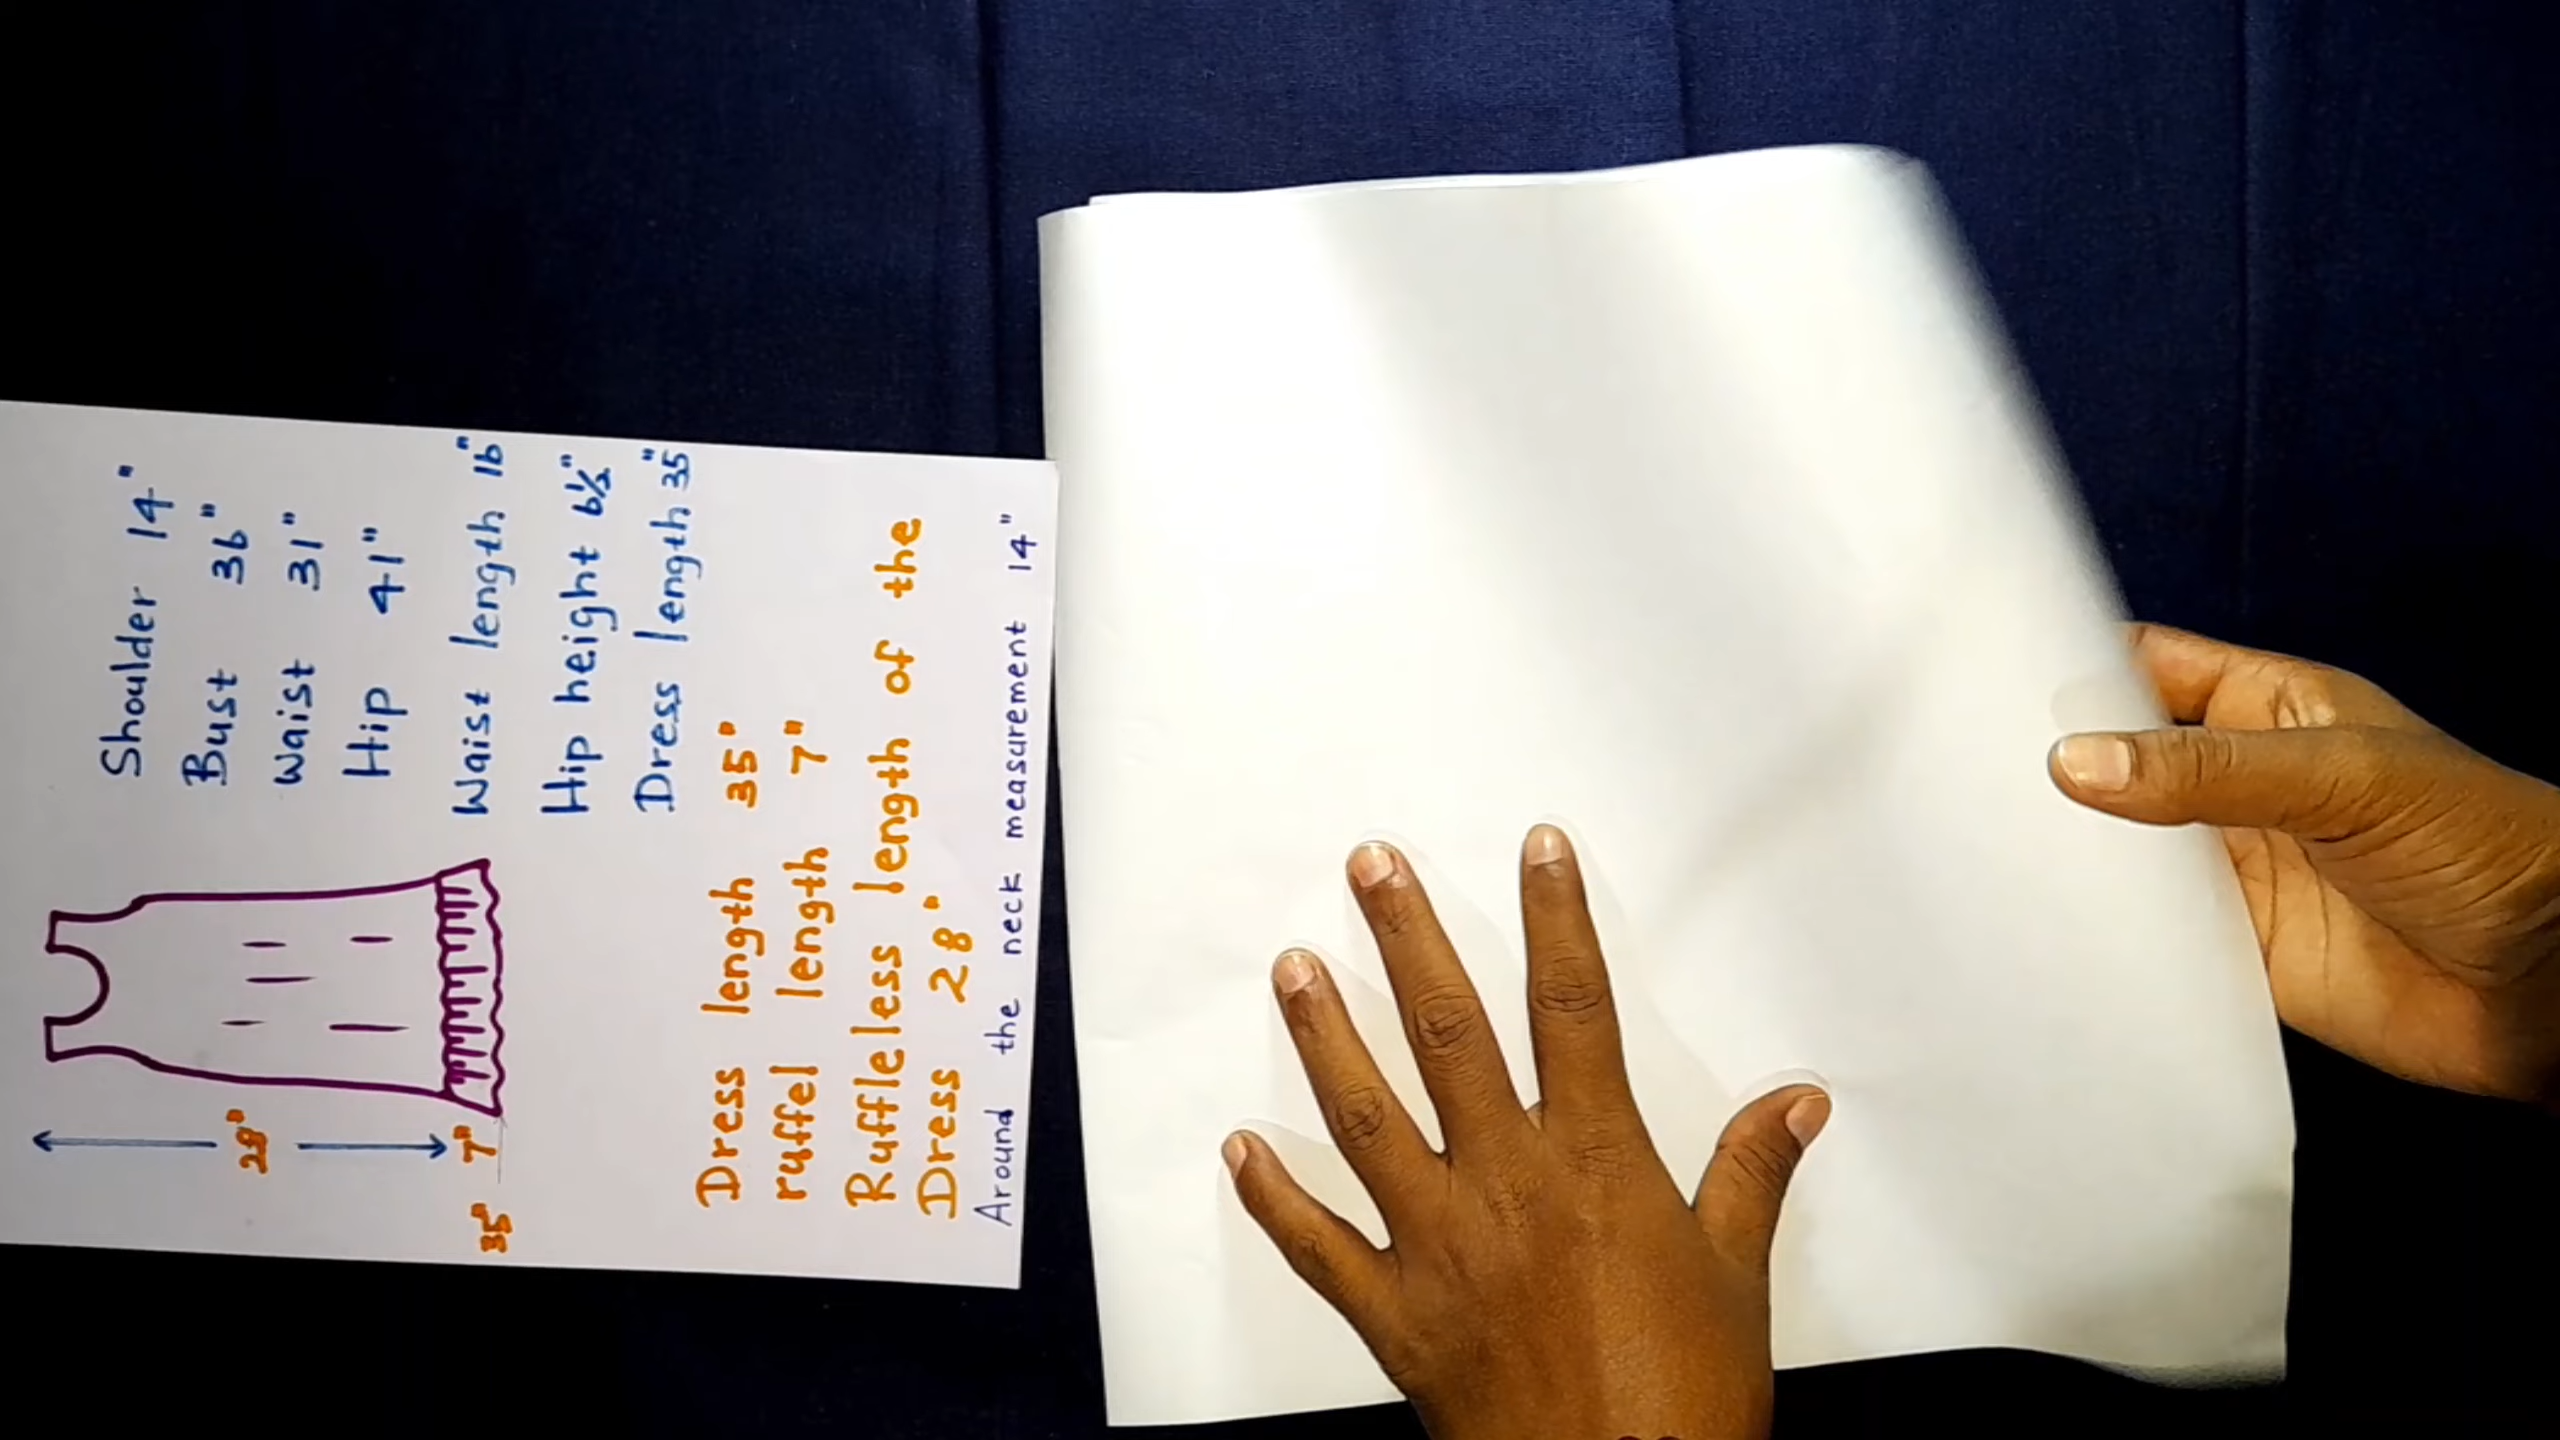 Shoulder 14"
Bust 36"
Waist 31"
Hip 41"
Waist length 16"
Hip height 6½"
Dress length 35"
28"
7"
35"
Dress length 35"
ruffel length 7"
Ruffleless length of the
Dress 28"
Around the neck measurement 14"